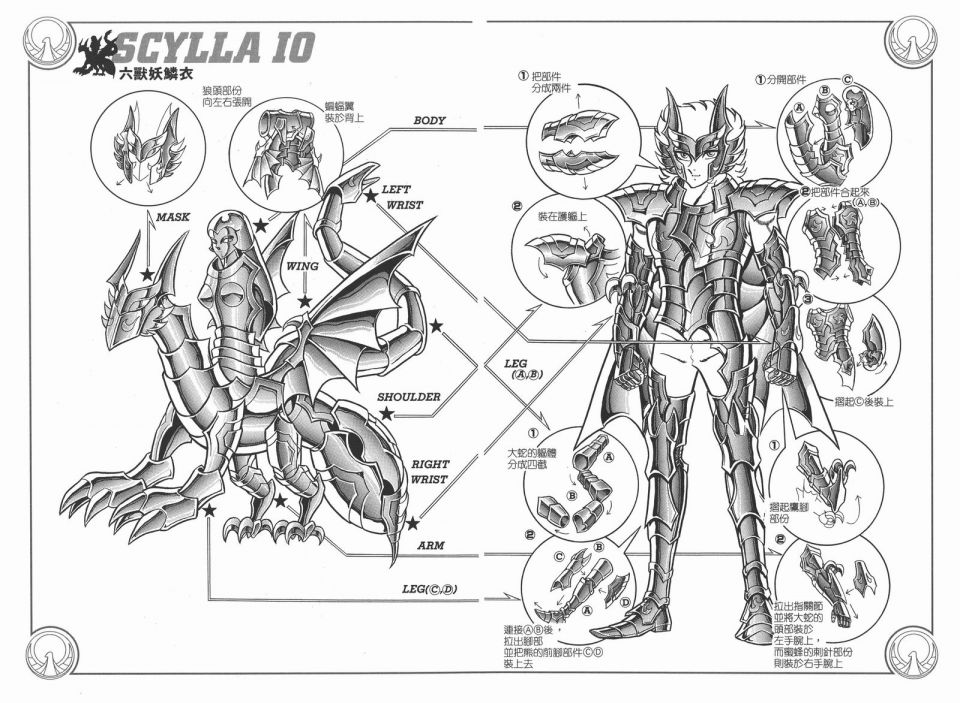 SCYLLA IO
六獸妖鱗衣
狼頭部份
向左右張開
蝙蝠翼
裝於背上
BODY
LEFT
WRIST
MASK
WING
SHOULDER
RIGHT
WRIST
ARM
LEG(Ⓒ,Ⓓ)
LEG
(Ⓐ,Ⓑ)
① 把部件
分成兩件
②
裝在護軀上
①分開部件
Ⓐ
Ⓑ
Ⓒ
②把部件合起來
(Ⓐ,Ⓑ)
③
摺起Ⓒ後裝上
①
大蛇的軀體
分成四截
Ⓐ
Ⓑ
②
Ⓒ
Ⓑ
Ⓐ
Ⓓ
連接ⒶⒷ後，
拉出腳部
並把熊的前腳部件ⒸⒹ
裝上去
①
摺起鷹腳
部份
②
拉出指關節
並將大蛇的
頭部裝於
左手腕上，
而蜜蜂的刺針部份
則裝於右手腕上